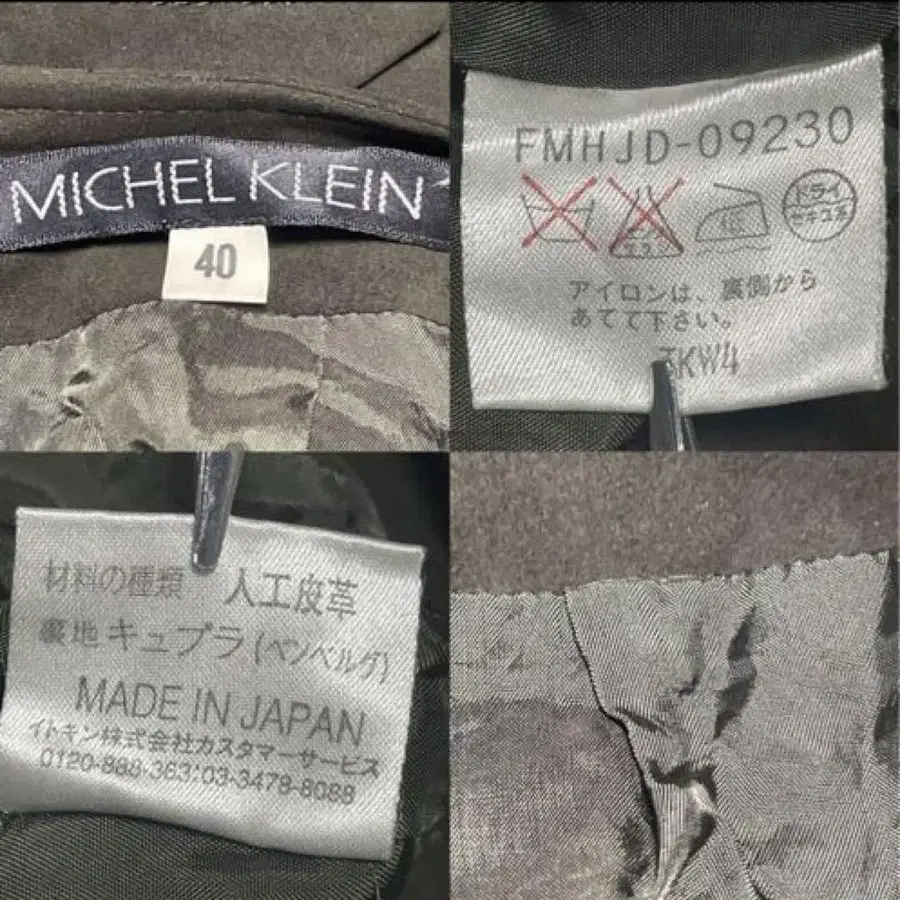 MICHEL KLEIN
40
FMHJD-09230
ドライ
セキユ系
アイロンは、裏側から
あてて下さい。
KW4
材料の種類 人工皮革
裏地 キュプラ(ベンベルグ)
MADE IN JAPAN
イトキン株式会社カスタマーサービス
0120-888-363:03-3478-8088